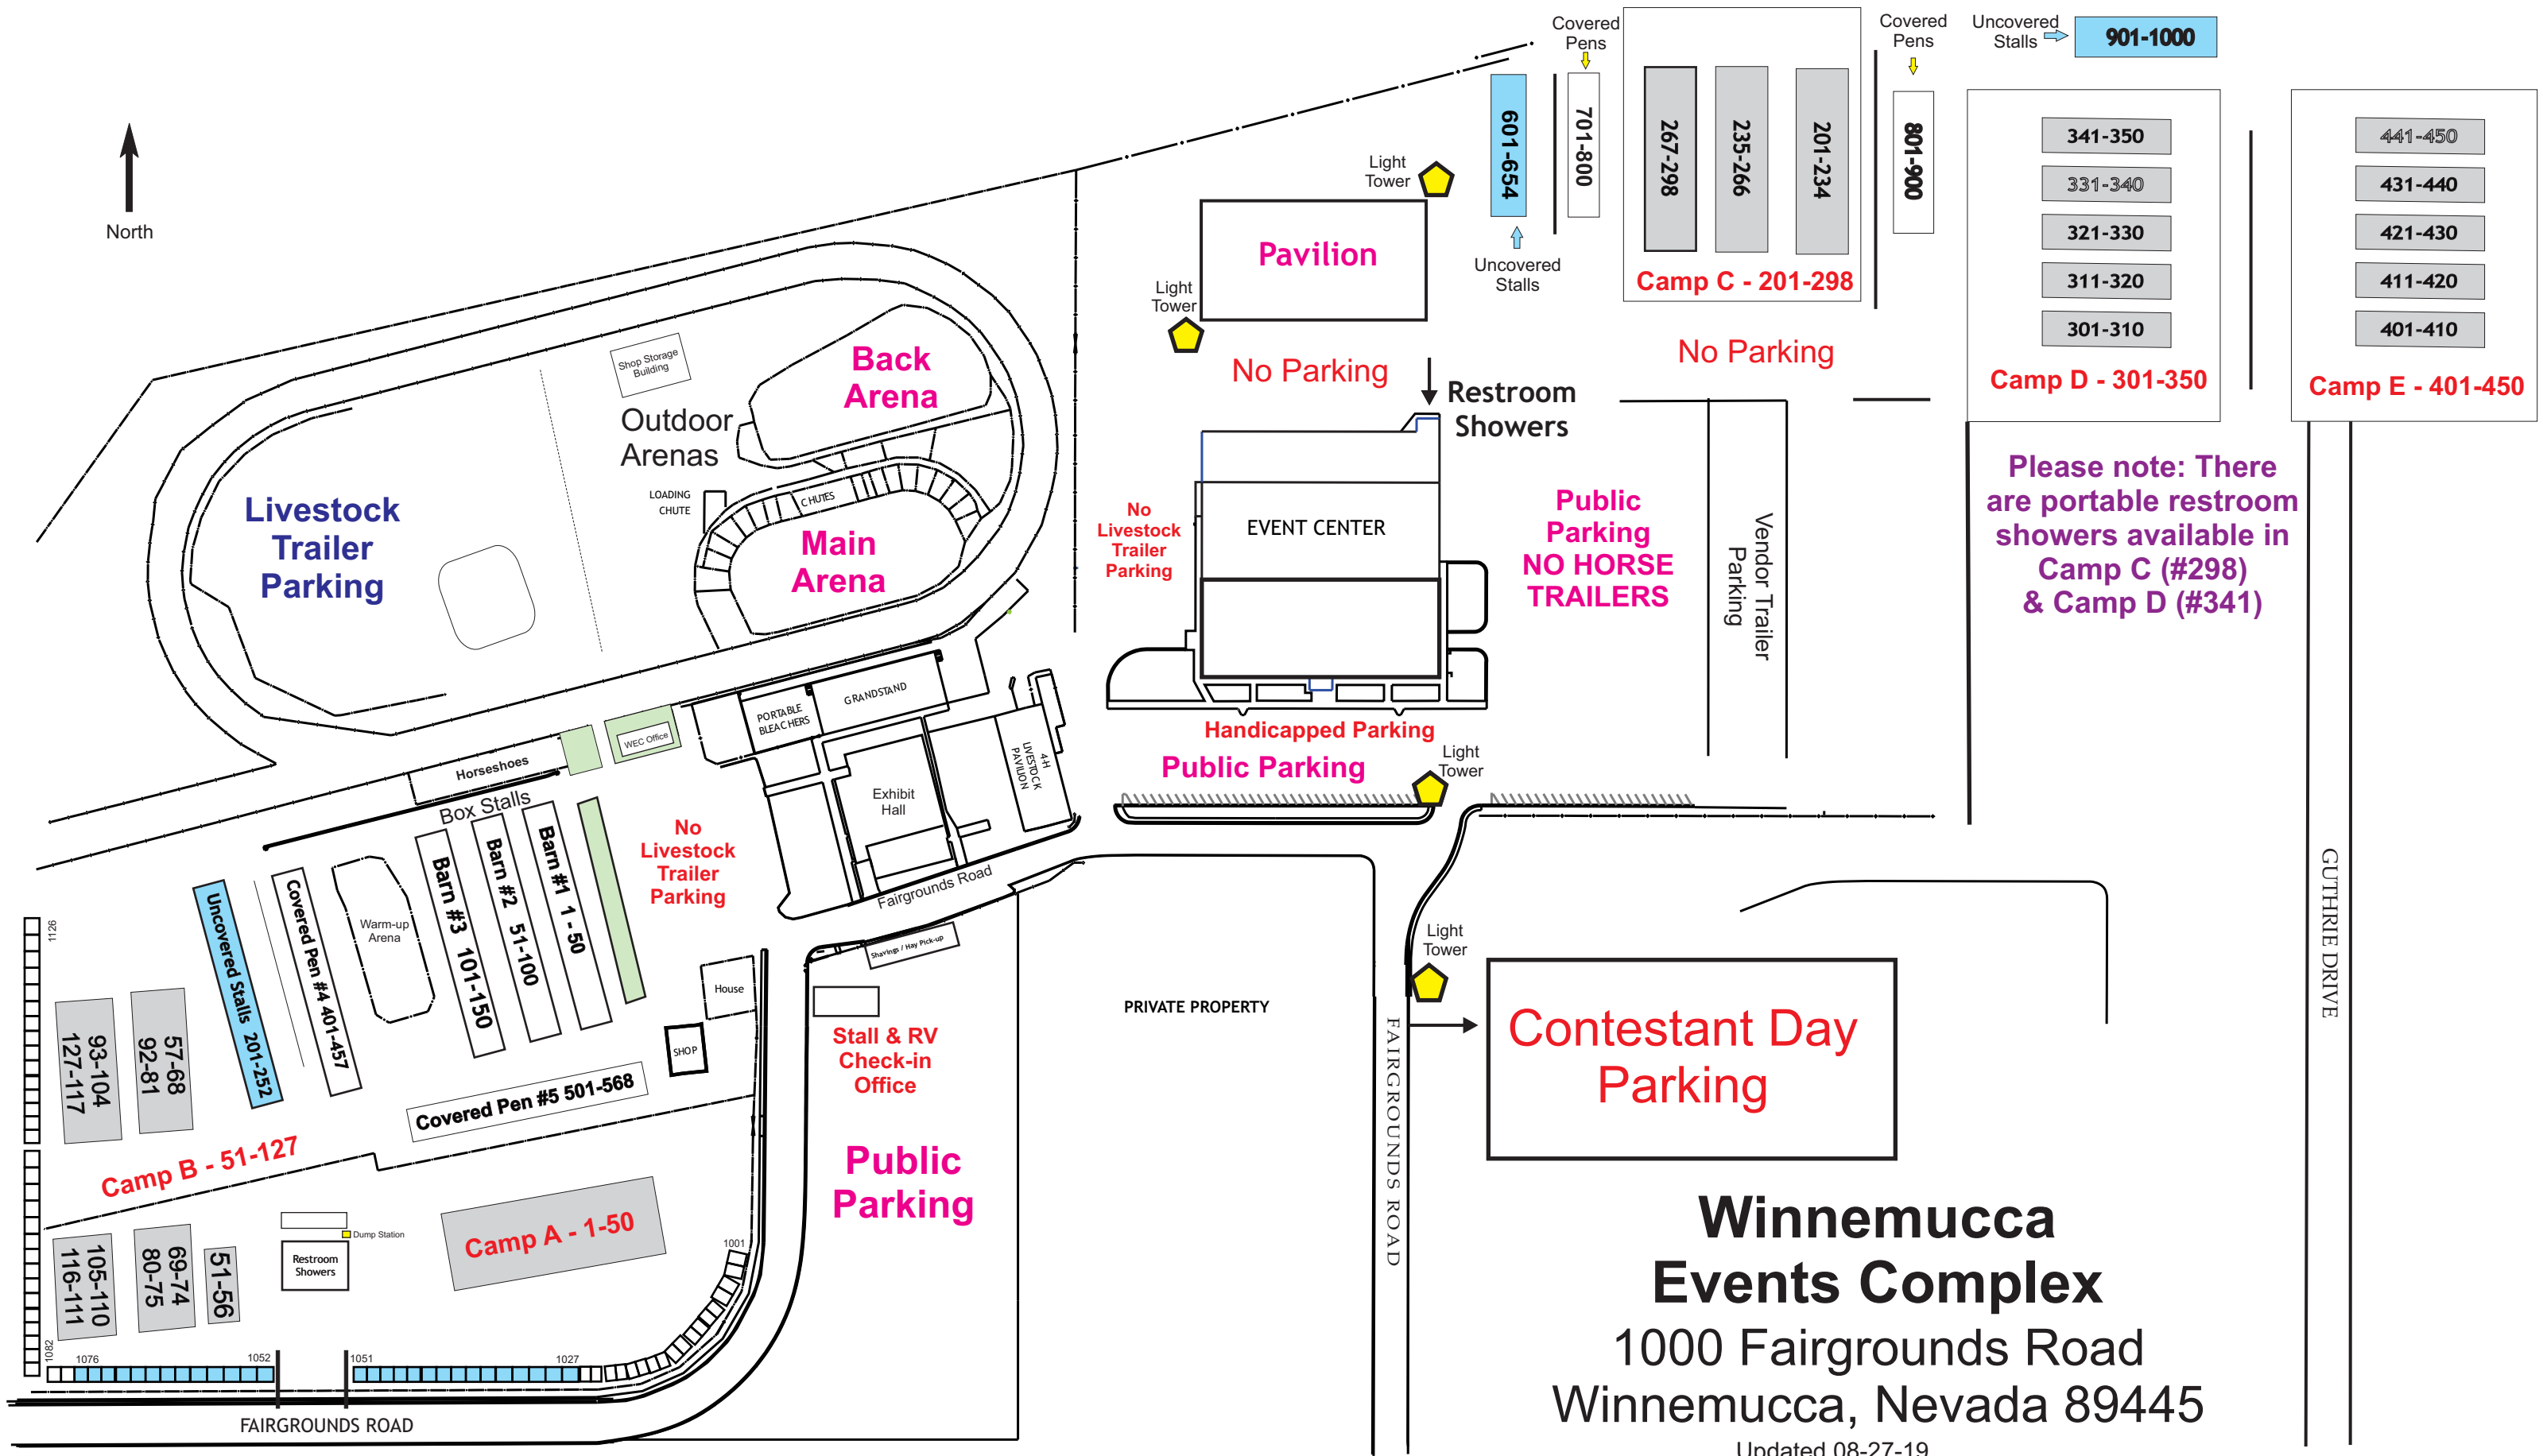 North
Covered
Pens
Covered
Pens
Uncovered
Stalls
901-1000
601-654
701-800
267-298
235-266
201-234
801-900
Uncovered
Stalls
Camp C - 201-298
341-350
331-340
321-330
311-320
301-310
Camp D - 301-350
441-450
431-440
421-430
411-420
401-410
Camp E - 401-450
Light
Tower
Pavilion
Light
Tower
No Parking
No Parking
Restroom
Showers
Shop Storage
Building
Back
Arena
Outdoor
Arenas
LOADING
CHUTE
CHUTES
Main
Arena
Livestock
Trailer
Parking
No
Livestock
Trailer
Parking
EVENT CENTER
Public
Parking
NO HORSE
TRAILERS
Vendor Trailer
Parking
Please note: There
are portable restroom
showers available in
Camp C (#298)
& Camp D (#341)
Handicapped Parking
Public Parking
Light
Tower
GRANDSTAND
PORTABLE
BLEACHERS
WEC Office
Horseshoes
Box Stalls
4-H
LIVESTOCK
PAVILION
Exhibit
Hall
Fairgrounds Road
No
Livestock
Trailer
Parking
Barn #1 1 - 50
Barn #2 51-100
Barn #3 101-150
Warm-up
Arena
Covered Pen #4 401-457
Uncovered Stalls 201-252
1126
93-104
127-117
57-68
92-81
Covered Pen #5 501-568
House
SHOP
Shavings / Hay Pick-up
Stall & RV
Check-in
Office
Public
Parking
PRIVATE PROPERTY
Light
Tower
FAIRGROUNDS ROAD
GUTHRIE DRIVE
Contestant Day
Parking
Camp B - 51-127
Camp A - 1-50
Dump Station
Restroom
Showers
105-110
116-111
69-74
80-75
51-56
1001
1082
1076
1052
1051
1027
FAIRGROUNDS ROAD
Winnemucca
Events Complex
1000 Fairgrounds Road
Winnemucca, Nevada 89445
Updated 08-27-19